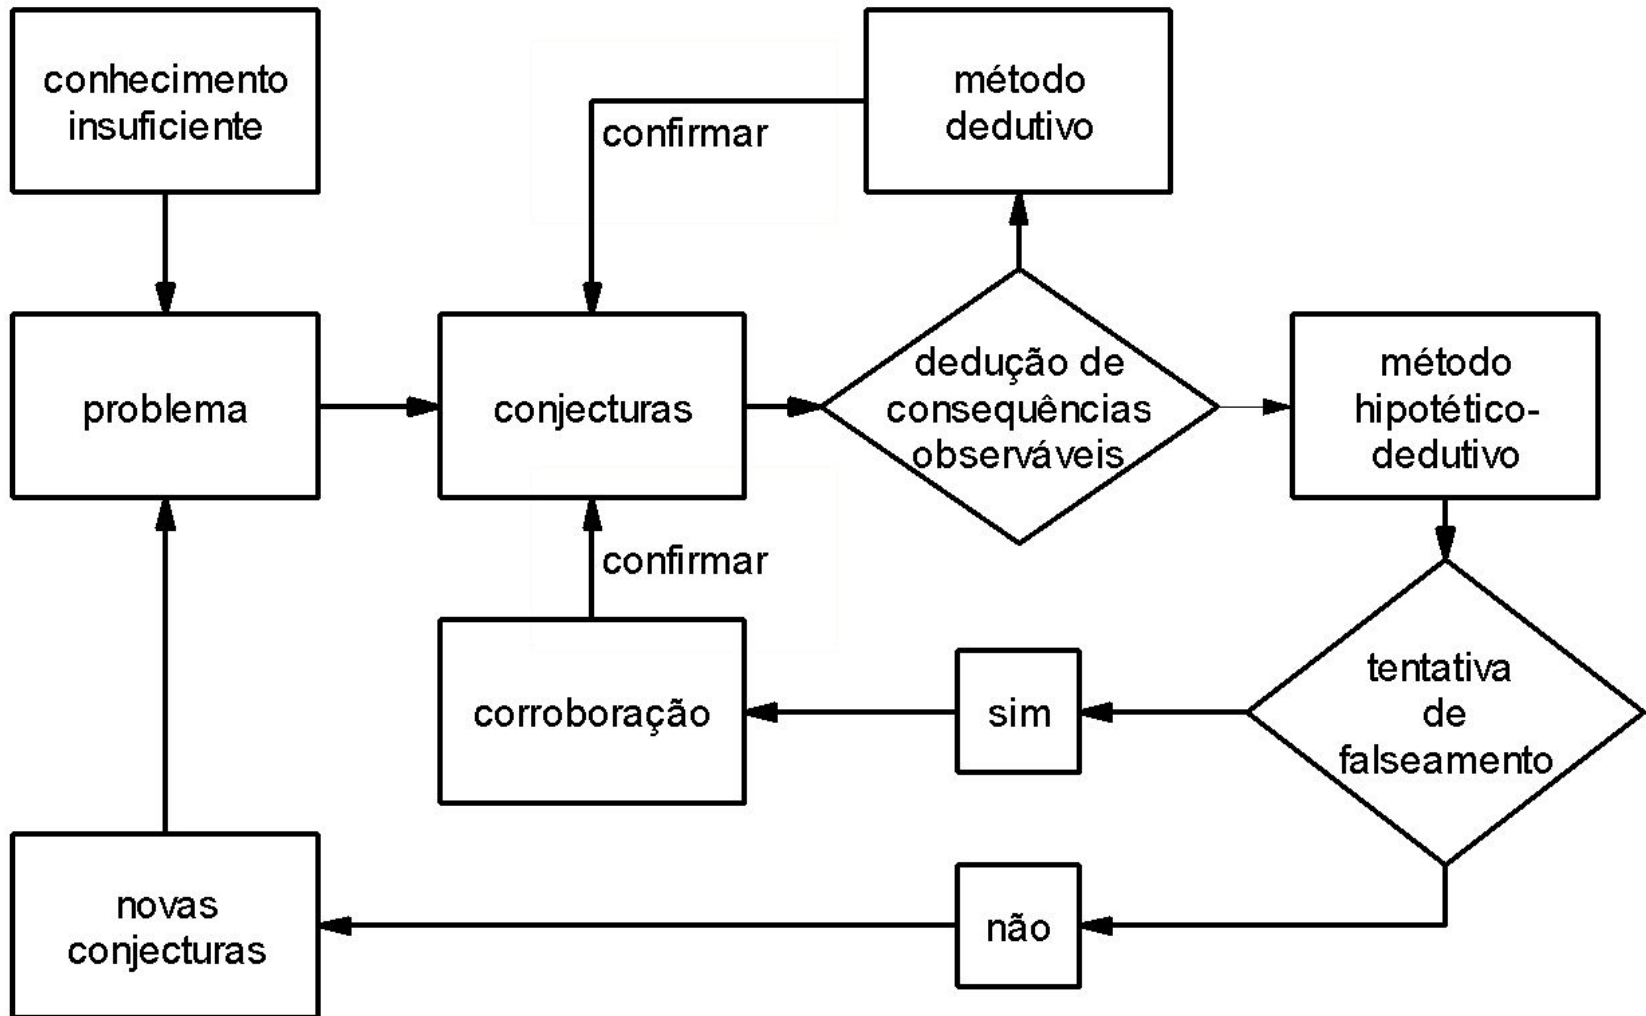 conhecimento
insuficiente
método
dedutivo
confirmar
problema
conjecturas
dedução de
consequências
observáveis
método
hipotético-
dedutivo
confirmar
corroboração
sim
tentativa
de
falseamento
novas
conjecturas
não